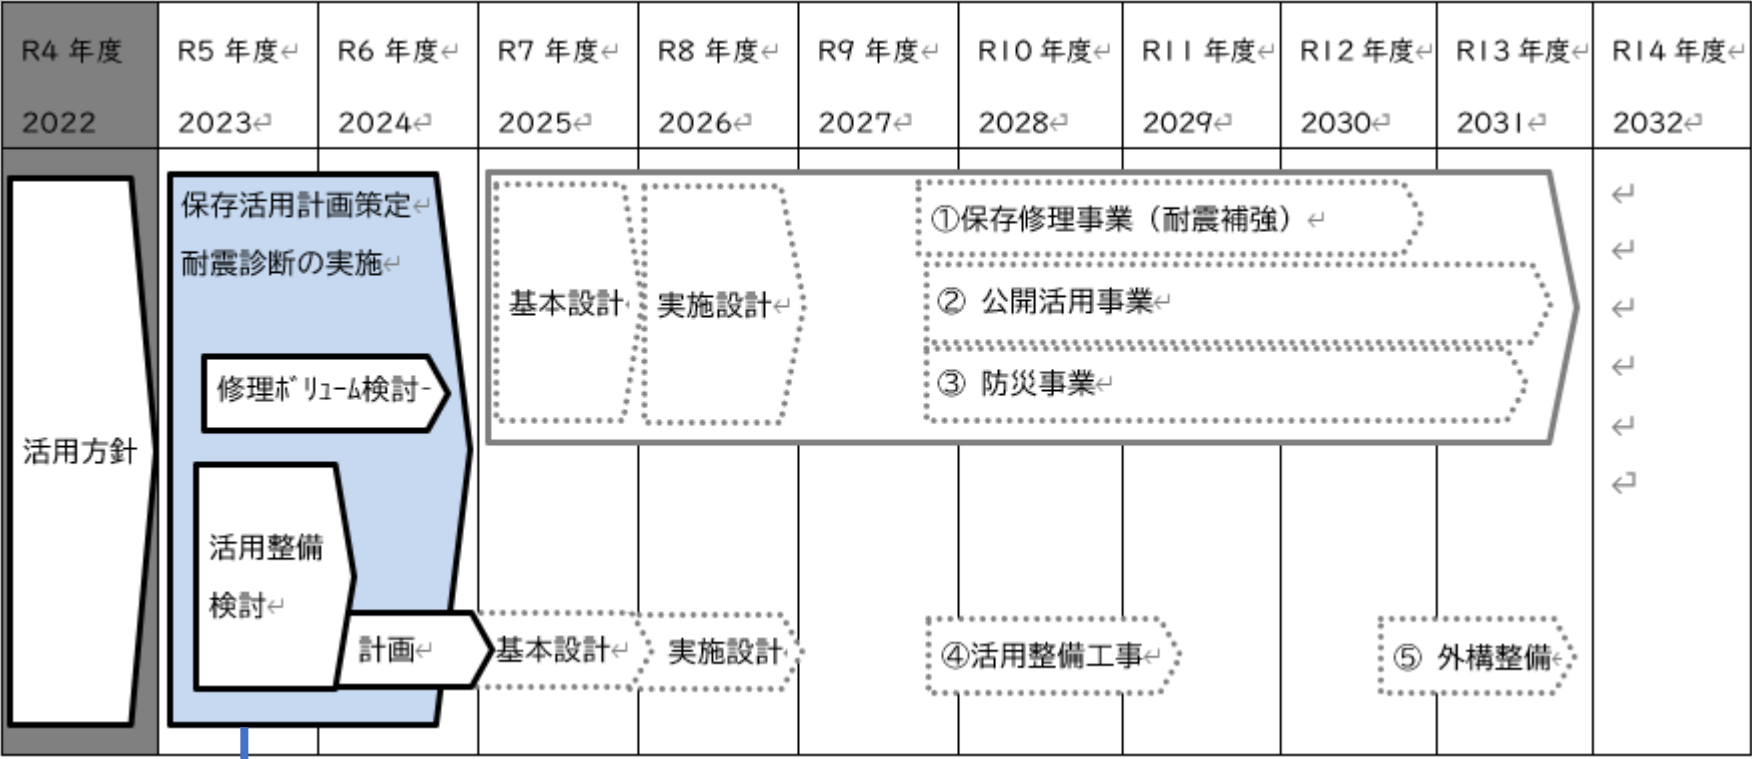 R4 年度
2022
R5 年度
2023
R6 年度
2024
R7 年度
2025
R8 年度
2026
R9 年度
2027
R10 年度
2028
R11 年度
2029
R12 年度
2030
R13 年度
2031
R14 年度
2032
活用方針
保存活用計画策定
耐震診断の実施
修理ﾎﾞﾘｭｰﾑ検討
活用整備
検討
計画
基本設計
実施設計
①保存修理事業（耐震補強）
② 公開活用事業
③ 防災事業
基本設計
実施設計
④活用整備工事
⑤ 外構整備